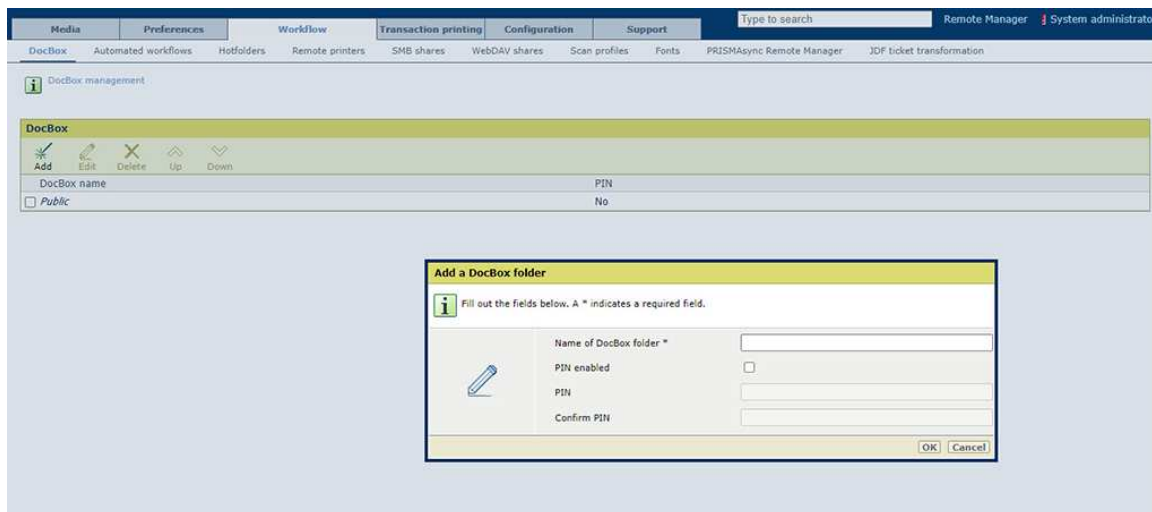 Type to search Remote Manager System administrato
Media Preferences Workflow Transaction printing Configuration Support
DocBox Automated workflows Hotfolders Remote printers SMB shares WebDAV shares Scan profiles Fonts PRISMAsync Remote Manager JDF ticket transformation
i DocBox management
DocBox
Add Edit Delete Up Down
DocBox name PIN
Public No
Add a DocBox folder
i Fill out the fields below. A * indicates a required field.
Name of DocBox folder *
PIN enabled
PIN
Confirm PIN
OK Cancel